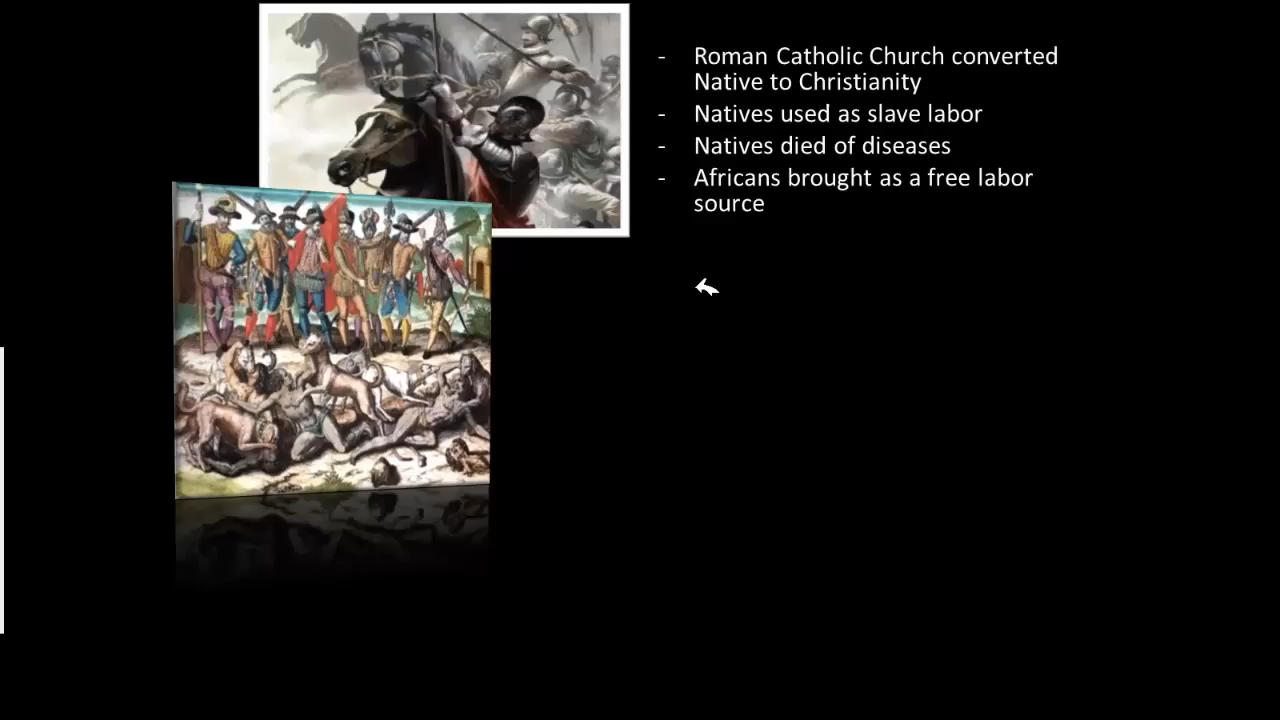 - Roman Catholic Church converted
Native to Christianity
- Natives used as slave labor
- Natives died of diseases
- Africans brought as a free labor
source